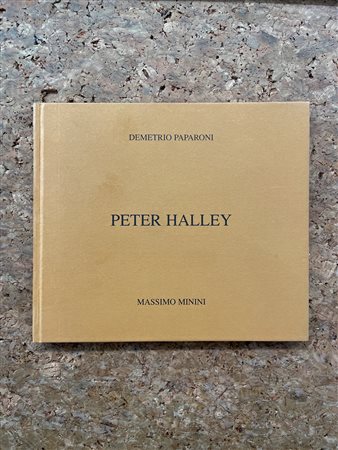 DEMETRIO PAPARONI
PETER HALLEY
MASSIMO MININI